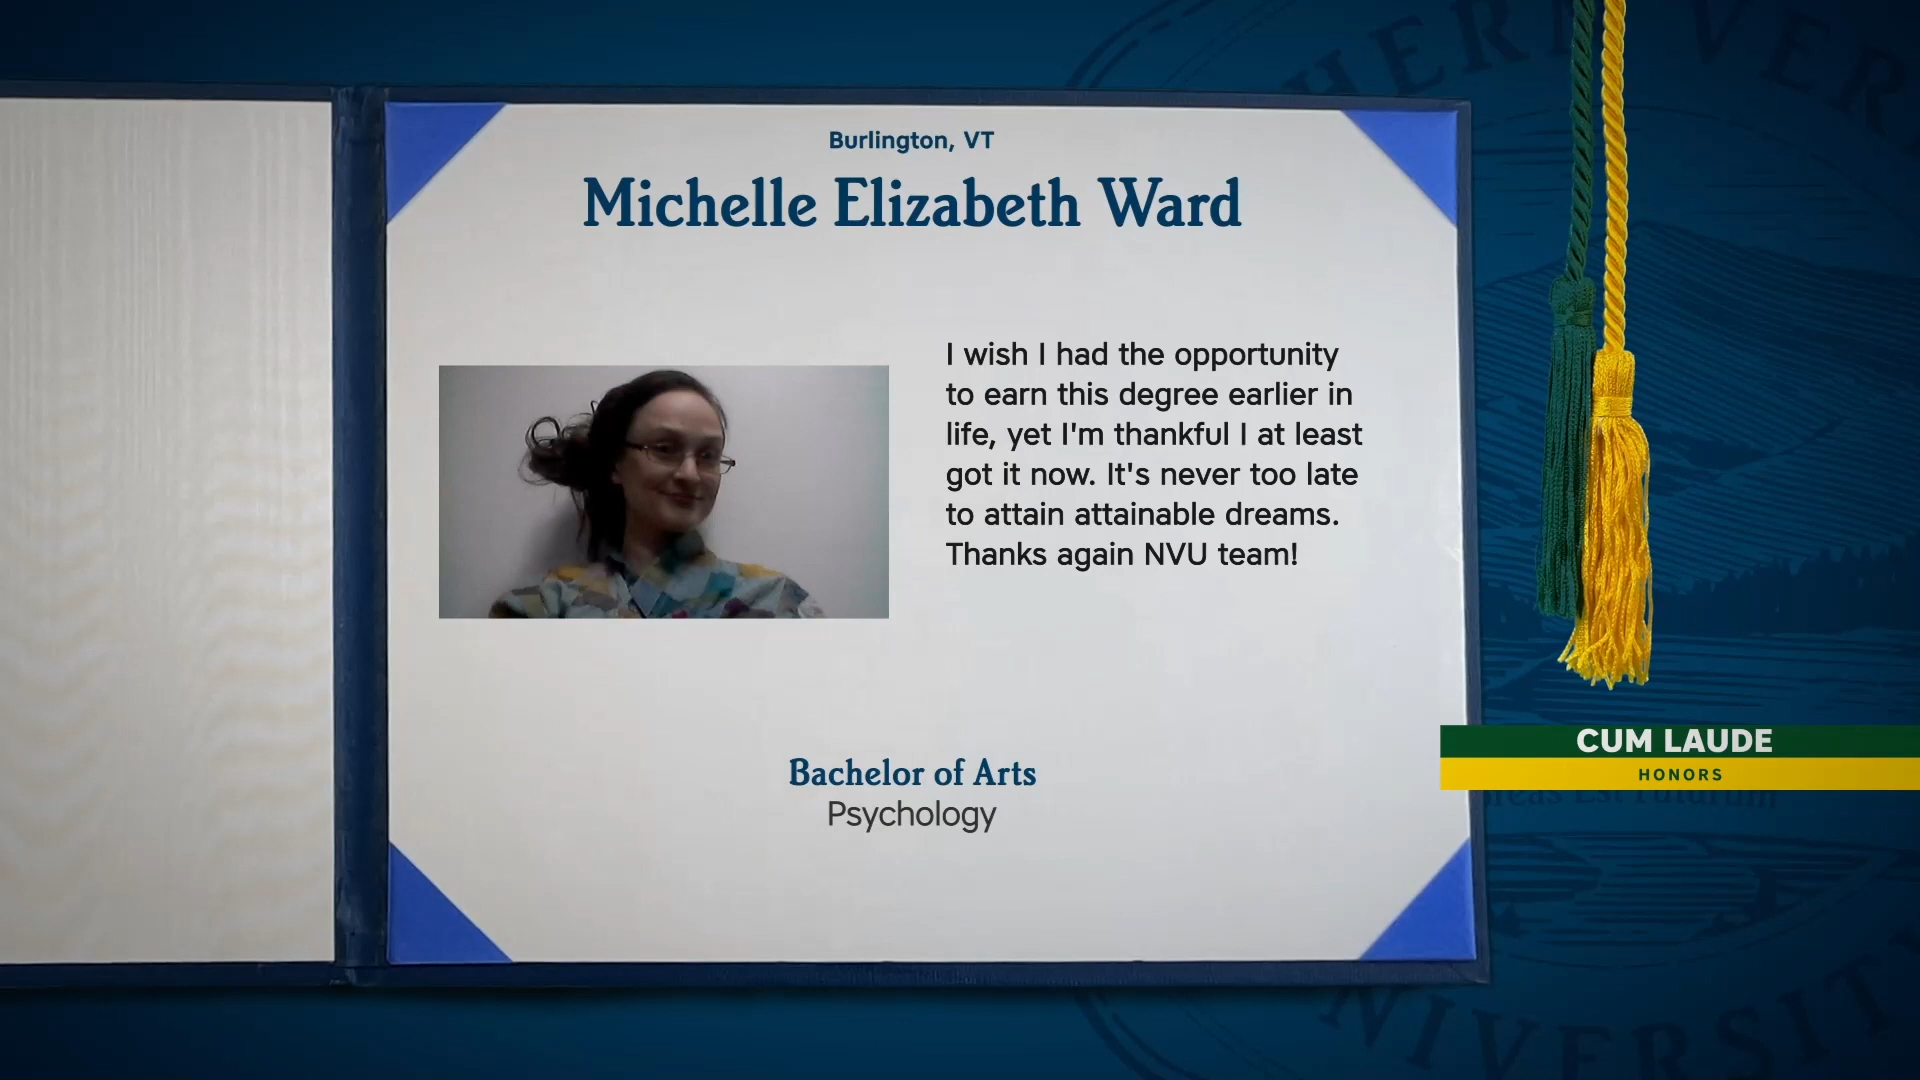 Burlington, VT
Michelle Elizabeth Ward
I wish I had the opportunity
to earn this degree earlier in
life, yet I'm thankful I at least
got it now. It's never too late
to attain attainable dreams.
Thanks again NVU team!
Bachelor of Arts
Psychology
CUM LAUDE
HONORS